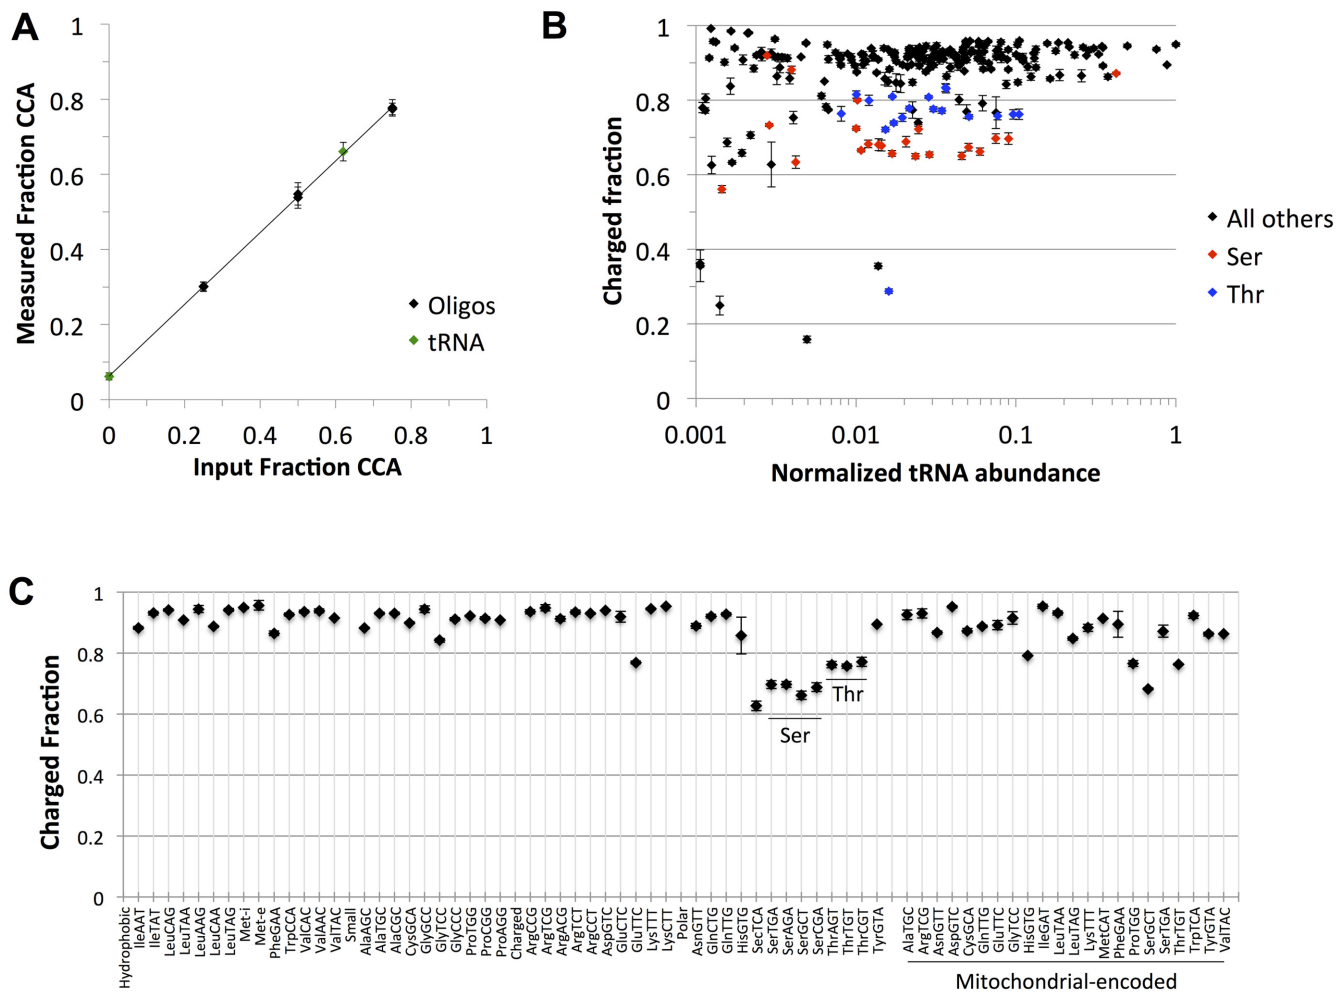 A
Measured Fraction CCA
1
0.8
0.6
0.4
0.2
0
0 0.2 0.4 0.6 0.8 1
Input Fraction CCA
Oligos
tRNA
B
Charged fraction
1
0.8
0.6
0.4
0.2
0
0.001 0.01 0.1 1
Normalized tRNA abundance
All others
Ser
Thr
C
Charged Fraction
1
0.8
0.6
0.4
0.2
0
Ser
Thr
Hydrophobic
IleAAT
IleTAT
LeuCAG
LeuTAA
LeuAAG
LeuCAA
LeuTAG
Met-i
Met-e
PheGAA
TrpCCA
ValCAC
ValAAC
ValTAC
Small
AlaAGC
AlaTGC
AlaCGC
CysGCA
GlyGCC
GlyTCC
GlyCCC
ProTGG
ProCGG
ProAGG
Charged
ArgCCG
ArgTCG
ArgACG
ArgTCT
ArgCCT
AspGTC
GluCTC
GluTTC
LysTTT
LysCTT
Polar
AsnGTT
GlnCTG
GlnTTG
HisGTG
SecTCA
SerTGA
SerAGA
SerGCT
SerCGA
ThrAGT
ThrTGT
ThrCGT
TyrGTA
AlaTGC
ArgTCG
AsnGTT
AspGTC
CysGCA
GlnTTG
GluTTC
GlyTCC
HisGTG
IleGAT
LeuTAA
LeuTAG
LysTTT
MetCAT
PheGAA
ProTGG
SerGCT
SerTGA
ThrTGT
TrpTCA
TyrGTA
ValTAC
Mitochondrial-encoded